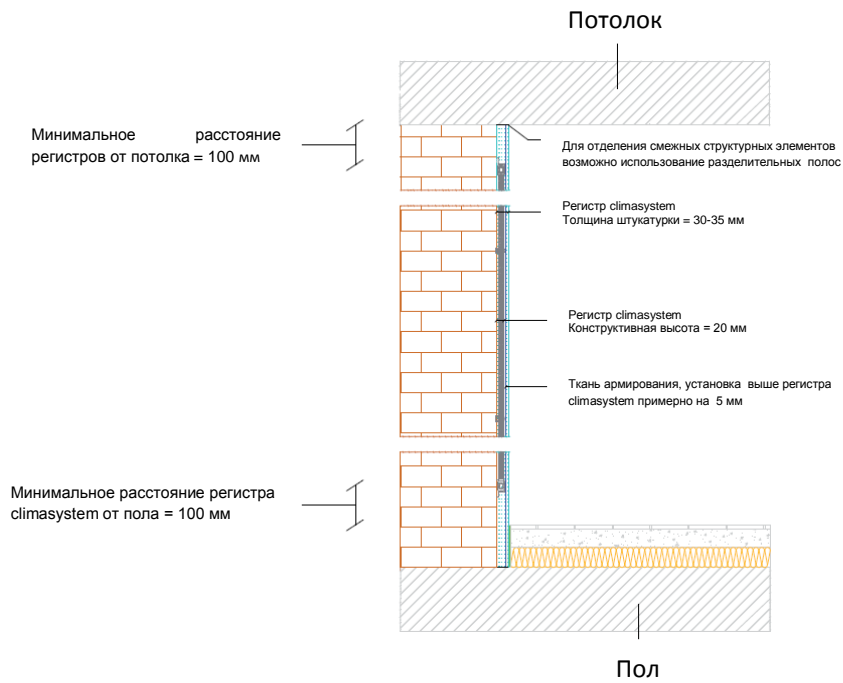 Потолок
Минимальное расстояние
регистров от потолка = 100 мм
Для отделения смежных структурных элементов
возможно использование разделительных полос
Регистр climasystem
Толщина штукатурки = 30-35 мм
Регистр climasystem
Конструктивная высота = 20 мм
Ткань армирования, установка выше регистра
climasystem примерно на 5 мм
Минимальное расстояние регистра
climasystem от пола = 100 мм
Пол